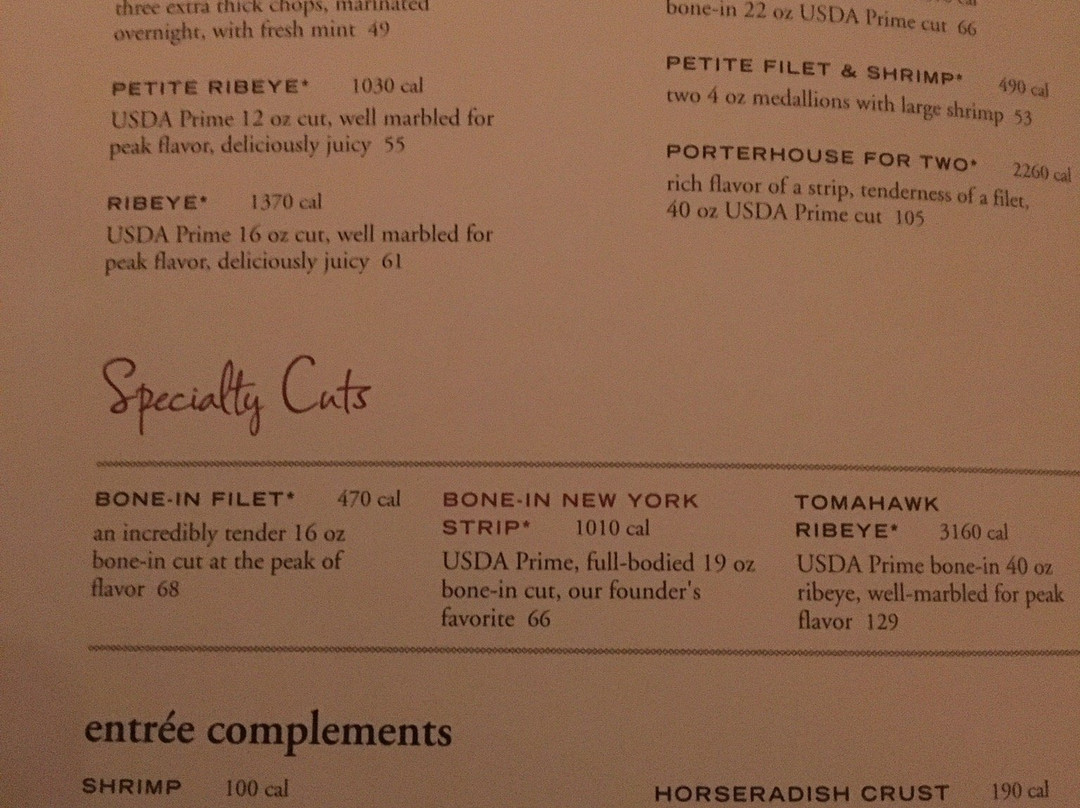 three extra thick chops, marinated
overnight, with fresh mint 49
PETITE RIBEYE* 1030 cal
USDA Prime 12 oz cut, well marbled for
peak flavor, deliciously juicy 55
RIBEYE* 1370 cal
USDA Prime 16 oz cut, well marbled for
peak flavor, deliciously juicy 61
cal
bone-in 22 oz USDA Prime cut 66
PETITE FILET & SHRIMP* 490 cal
two 4 oz medallions with large shrimp 53
PORTERHOUSE FOR TWO* 2260 cal
rich flavor of a strip, tenderness of a filet,
40 oz USDA Prime cut 105
Specialty Cuts
BONE-IN FILET* 470 cal
an incredibly tender 16 oz
bone-in cut at the peak of
flavor 68
BONE-IN NEW YORK
STRIP* 1010 cal
USDA Prime, full-bodied 19 oz
bone-in cut, our founder's
favorite 66
TOMAHAWK
RIBEYE* 3160 cal
USDA Prime bone-in 40 oz
ribeye, well-marbled for peak
flavor 129
entrée complements
SHRIMP 100 cal
HORSERADISH CRUST 190 cal